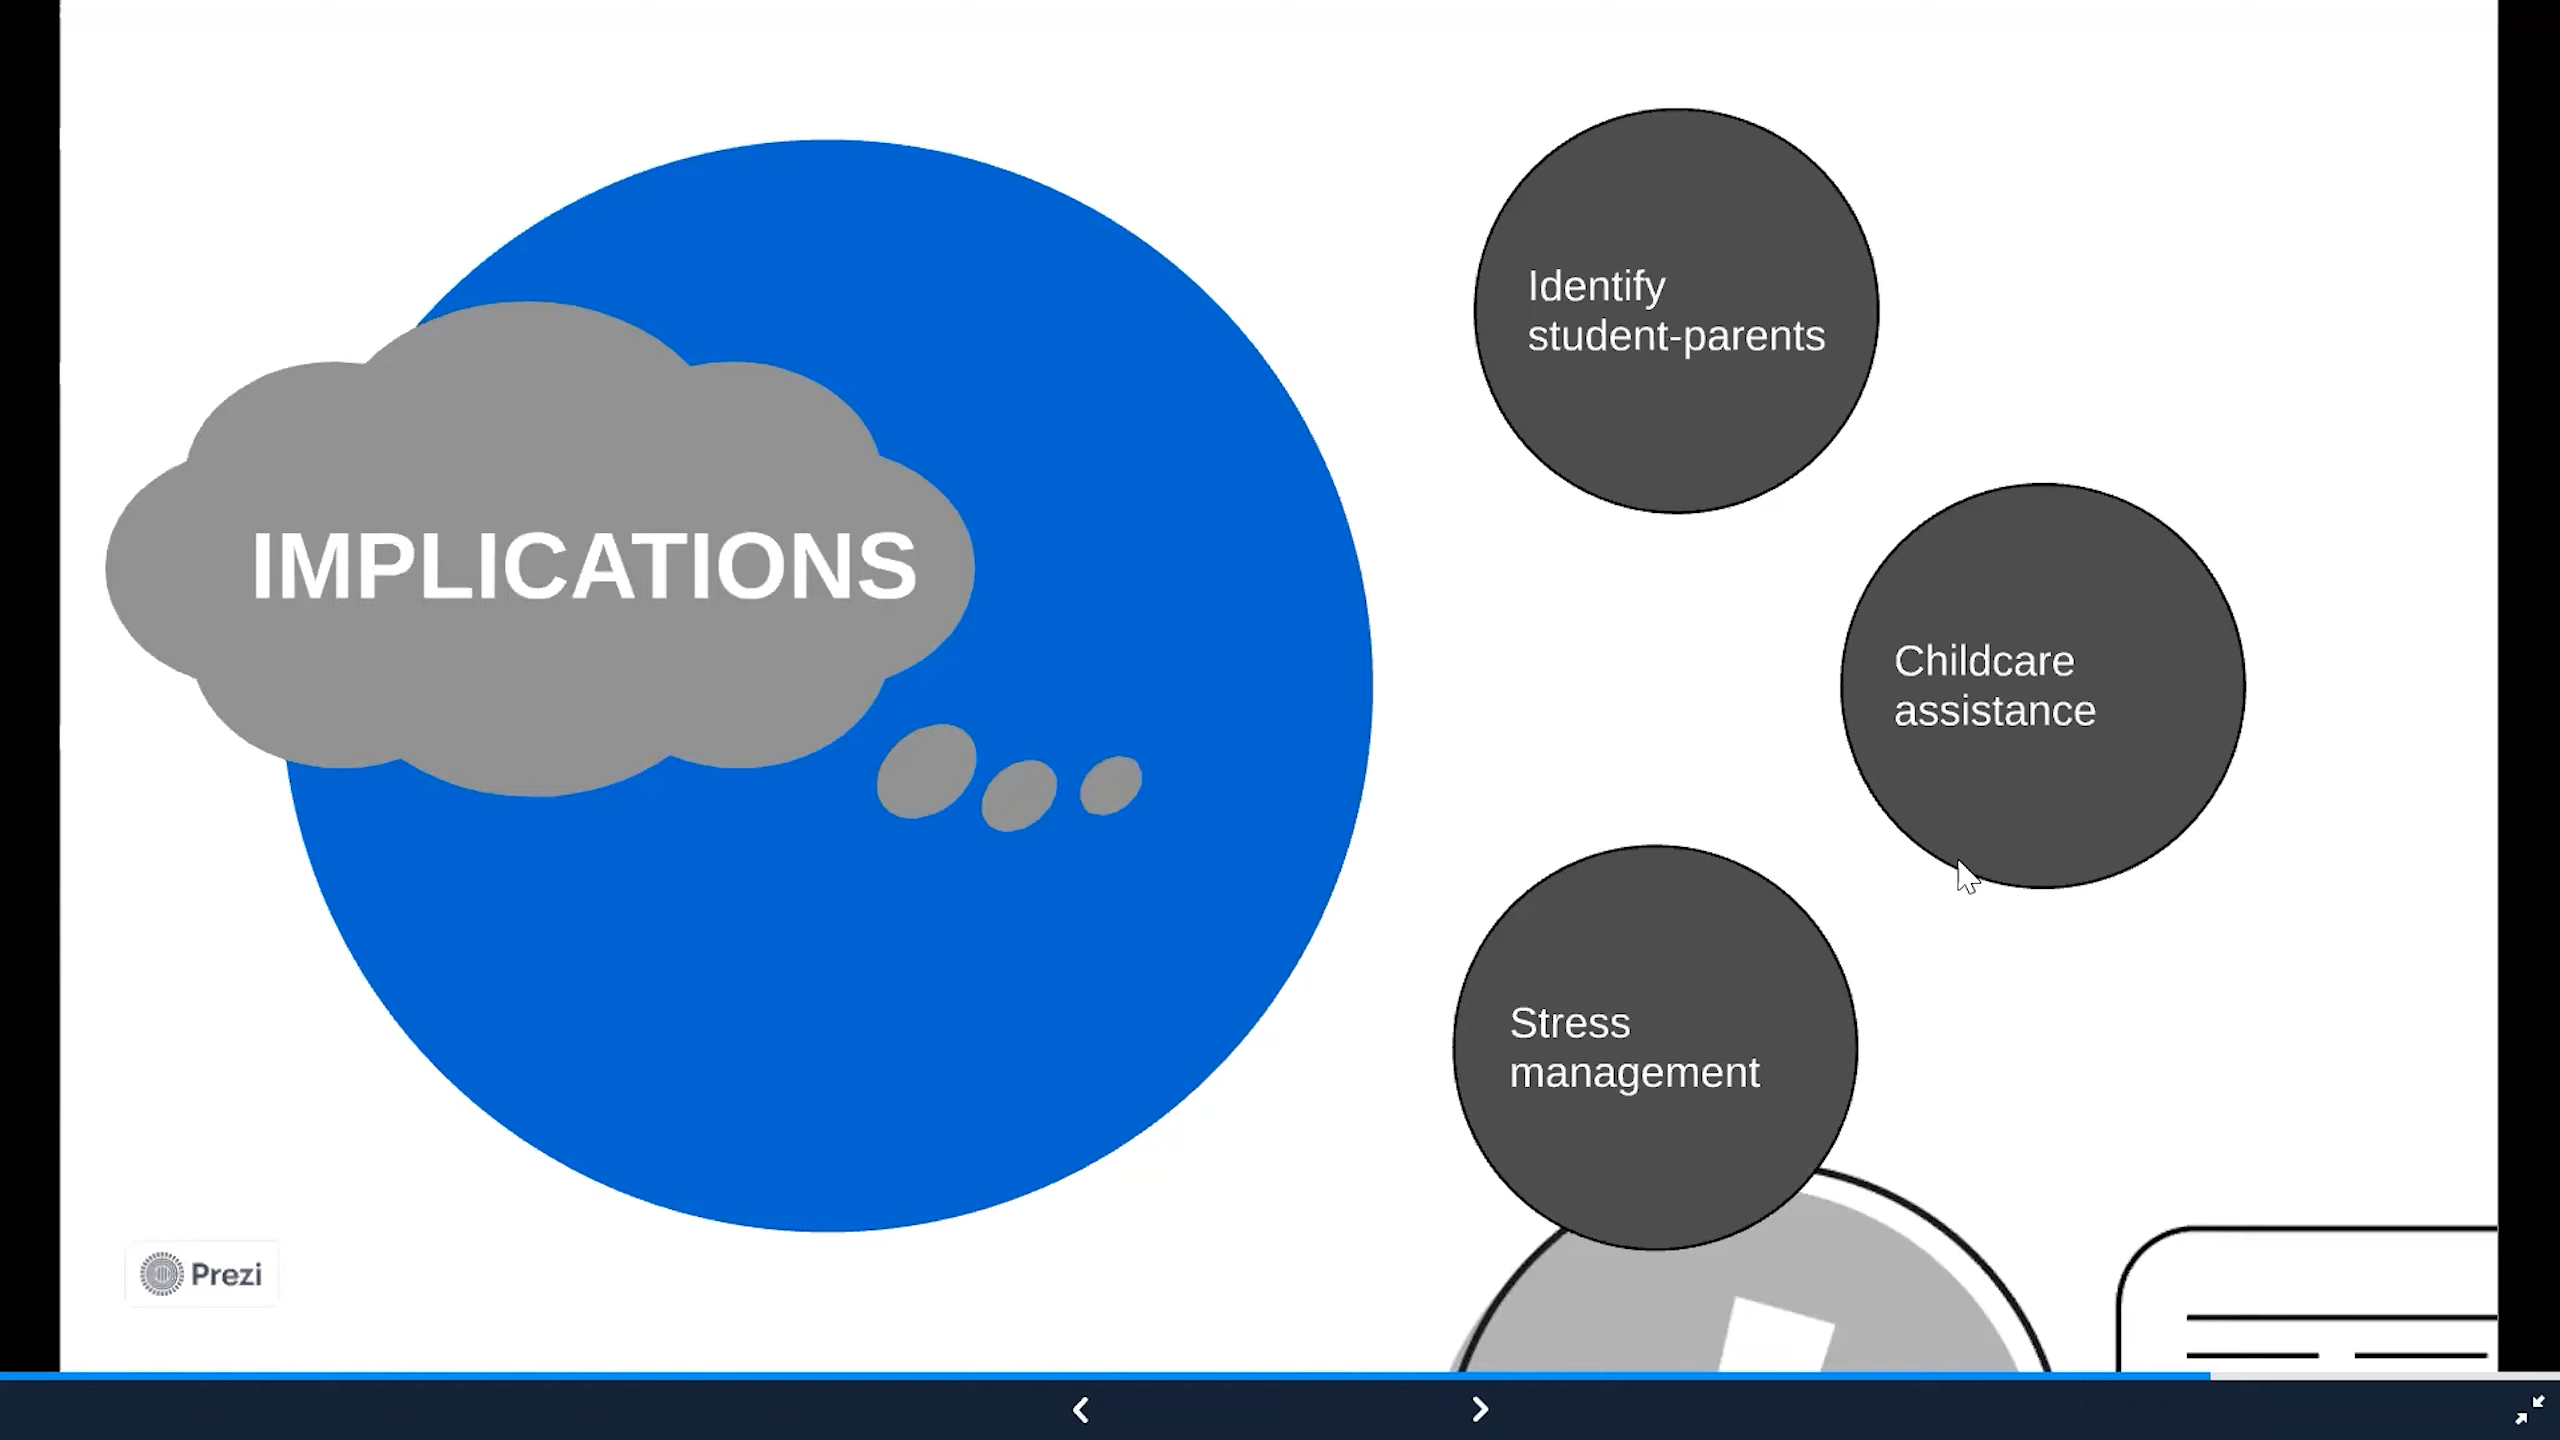 IMPLICATIONS
Identify
student-parents
Childcare
assistance
Stress
management
Prezi